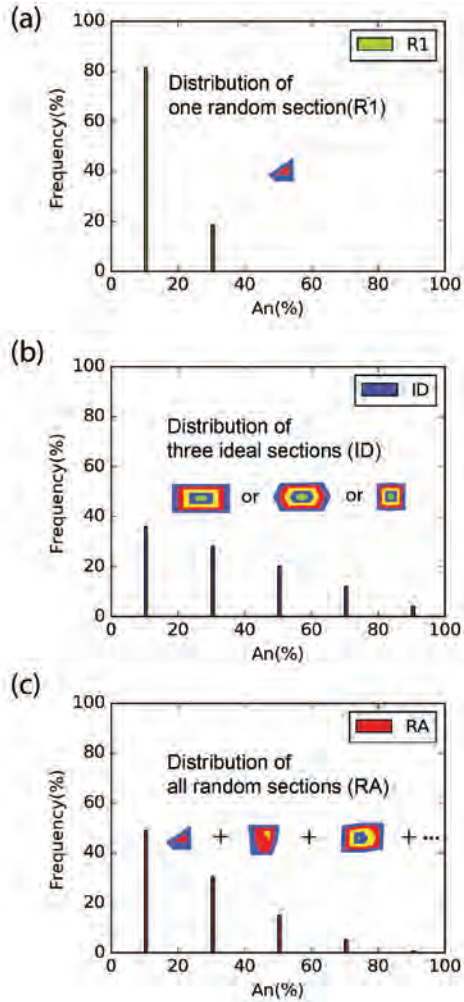 (a)
100
80
60
40
20
0
Frequency(%)
R1
Distribution of
one random section(R1)
0 20 40 60 80 100
An(%)
(b)
100
80
60
40
20
0
Frequency(%)
ID
Distribution of
three ideal sections (ID)
or or
0 20 40 60 80 100
An(%)
(c)
100
80
60
40
20
0
Frequency(%)
RA
Distribution of
all random sections (RA)
+ + + ...
0 20 40 60 80 100
An(%)